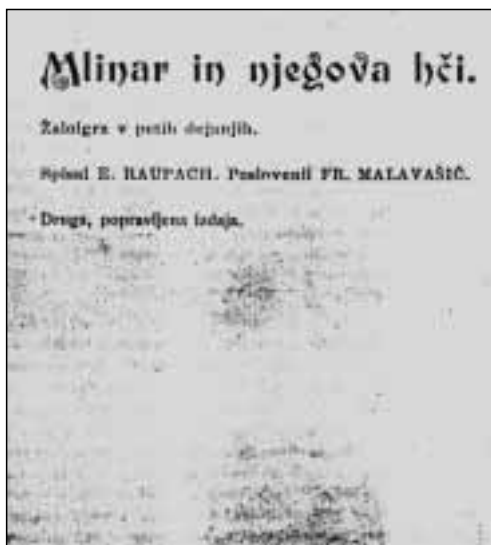 Mlinar in njegova hči.
Žaloigra v petih dejanjih.
Spisal E. RAUPACH. Poslovenil FR. MALAVAŠIČ.
Druga, popravljena izdaja.